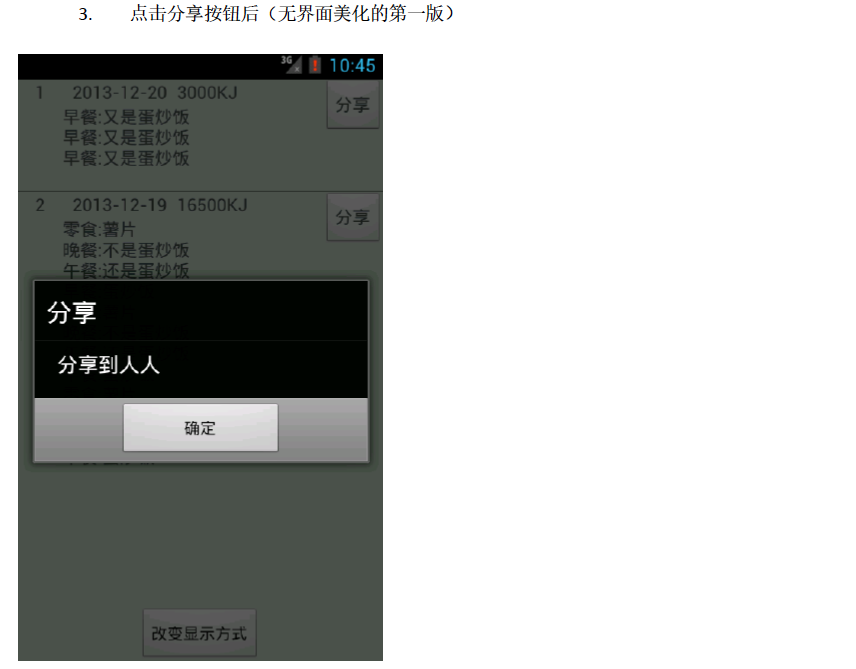 3. 点击分享按钮后（无界面美化的第一版）
3G 10:45
1 2013-12-20 3000KJ 分享
早餐:又是蛋炒饭
早餐:又是蛋炒饭
早餐:又是蛋炒饭
2 2013-12-19 16500KJ 分享
零食:薯片
晚餐:不是蛋炒饭
午餐:还是蛋炒饭
分享
分享到人人
确定
改变显示方式